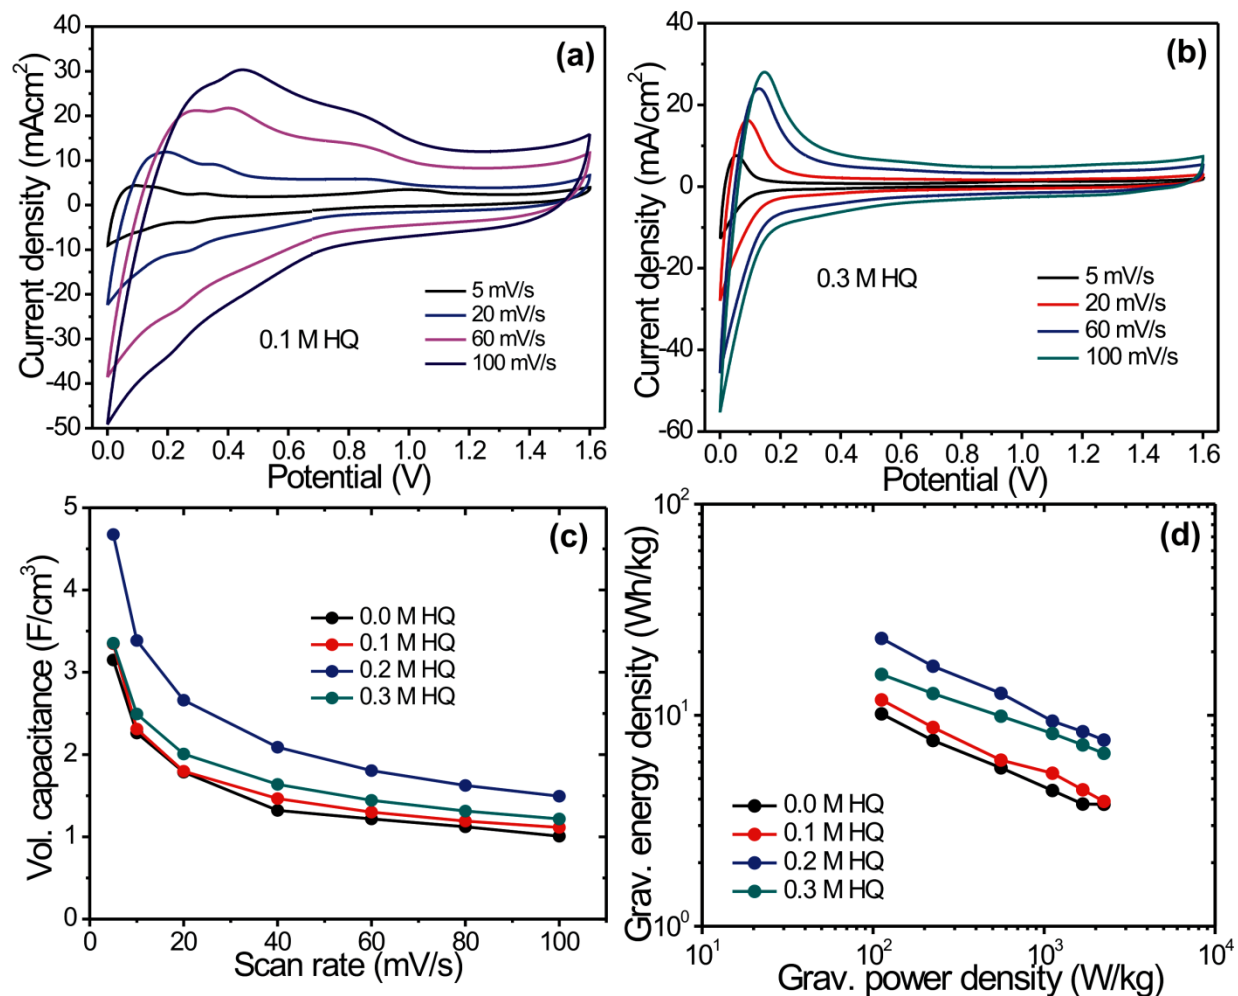 (a)
Current density (mAcm²)
40
30
20
10
0
-10
-20
-30
-40
-50
0.1 M HQ
5 mV/s
20 mV/s
60 mV/s
100 mV/s
0.0 0.2 0.4 0.6 0.8 1.0 1.2 1.4 1.6
Potential (V)
(b)
Current density (mA/cm²)
40
20
0
-20
-40
-60
0.3 M HQ
5 mV/s
20 mV/s
60 mV/s
100 mV/s
0.0 0.2 0.4 0.6 0.8 1.0 1.2 1.4 1.6
Potential (V)
(c)
Vol. capacitance (F/cm³)
5
4
3
2
1
0
0.0 M HQ
0.1 M HQ
0.2 M HQ
0.3 M HQ
0 20 40 60 80 100
Scan rate (mV/s)
(d)
Grav. energy density (Wh/kg)
10²
10¹
10⁰
0.0 M HQ
0.1 M HQ
0.2 M HQ
0.3 M HQ
10¹ 10² 10³ 10⁴
Grav. power density (W/kg)